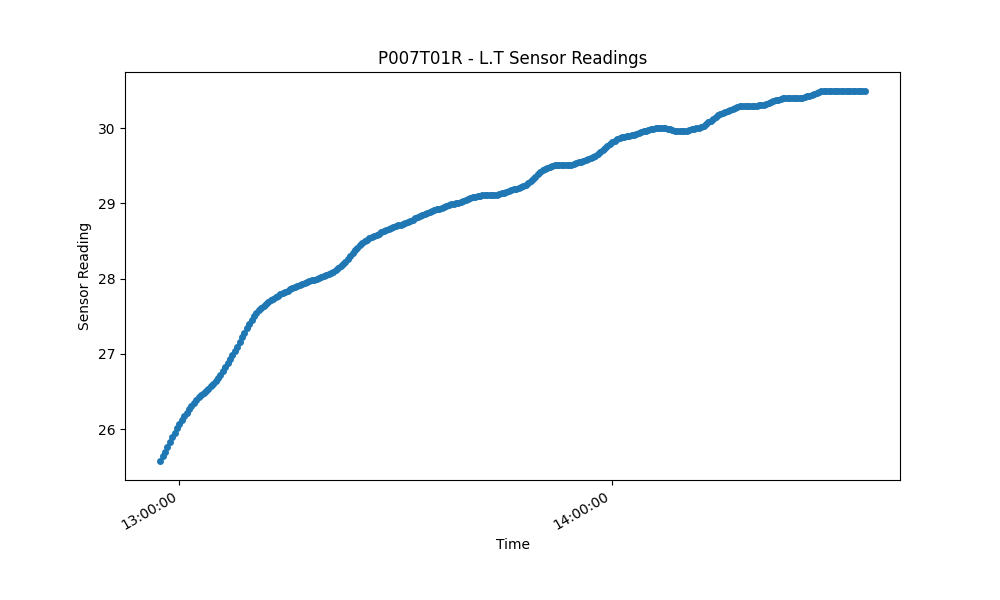 P007T01R - L.T Sensor Readings
Sensor Reading
30
29
28
27
26
13:00:00
14:00:00
Time